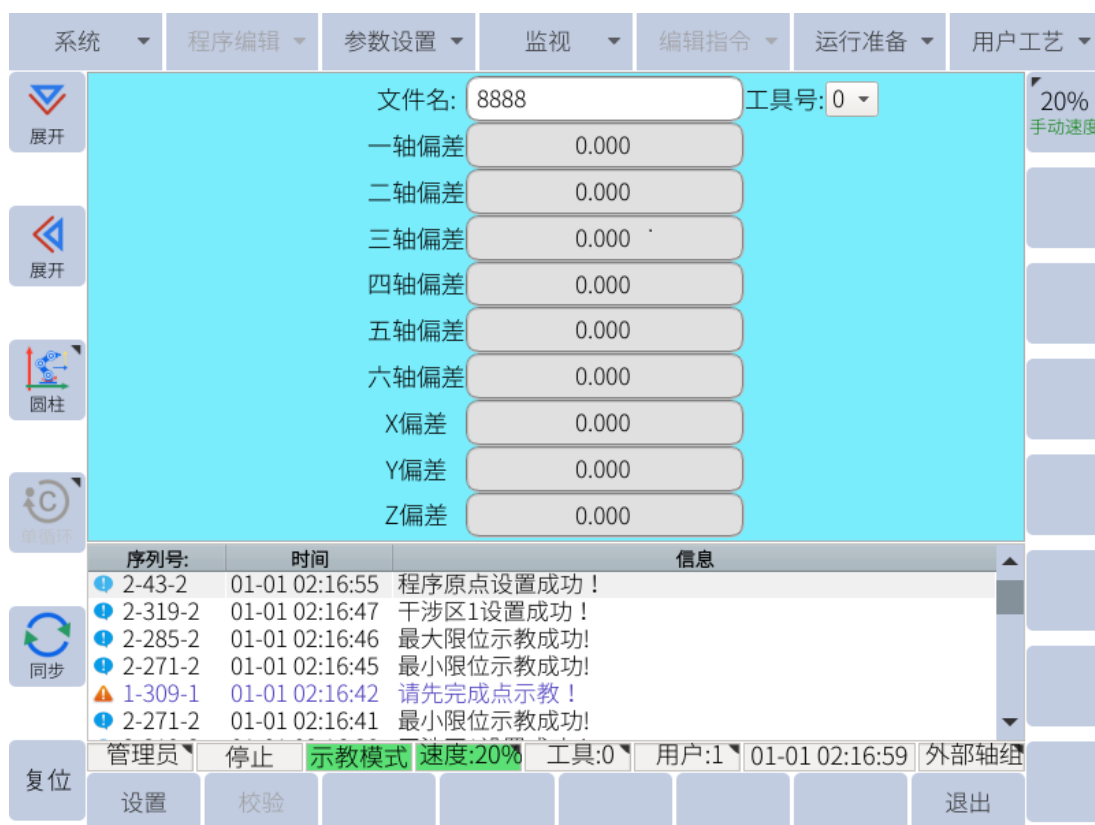 系统 程序编辑 参数设置 监视 编辑指令 运行准备 用户工艺
展开
文件名: 8888 工具号: 0
20%
手动速度
一轴偏差 0.000
二轴偏差 0.000
展开
三轴偏差 0.000
四轴偏差 0.000
五轴偏差 0.000
圆柱
六轴偏差 0.000
X偏差 0.000
Y偏差 0.000
单循环
Z偏差 0.000
序列号: 时间 信息
2-43-2 01-01 02:16:55 程序原点设置成功！
2-319-2 01-01 02:16:47 干涉区1设置成功！
2-285-2 01-01 02:16:46 最大限位示教成功!
同步
2-271-2 01-01 02:16:45 最小限位示教成功!
1-309-1 01-01 02:16:42 请先完成点示教！
2-271-2 01-01 02:16:41 最小限位示教成功!
管理员 停止 示教模式 速度:20% 工具:0 用户:1 01-01 02:16:59 外部轴组
复位
设置 校验 退出